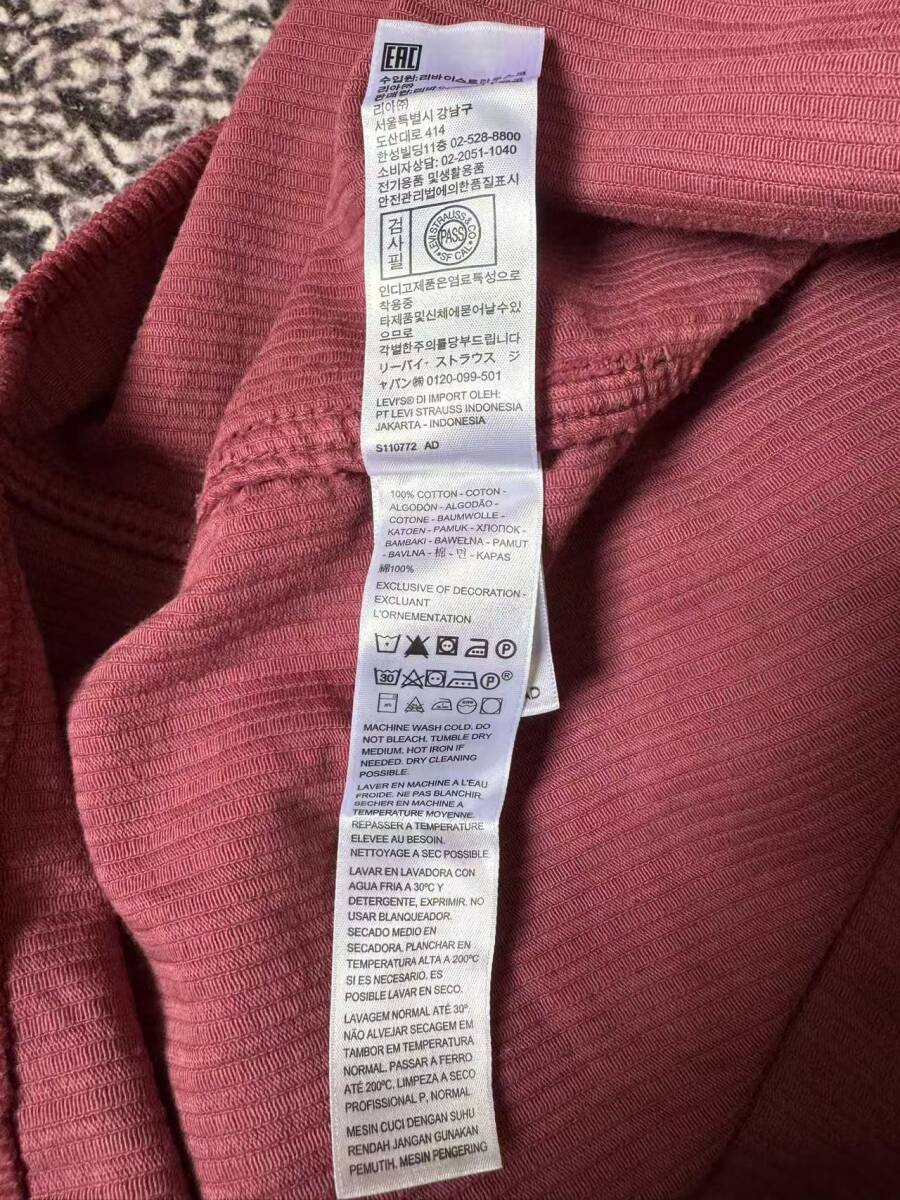 EAC
수입원: 리바이스트라우스코
리아㈜
리아㈜
서울특별시 강남구
도산대로 414
한성빌딩11층 02-528-8800
소비자상담: 02-2051-1040
전기용품 및생활용품
안전관리법에의한품질표시
검사필
LEVI STRAUSS & CO
PASS
SF CAL
인디고제품은염료특성으로
착용중
타제품및신체에묻어날수있
으므로
각별한주의를당부드립니다
リーバイ・ストラウス ジ
ャパン㈱ 0120-099-501
LEVI'S® DI IMPORT OLEH:
PT LEVI STRAUSS INDONESIA
JAKARTA - INDONESIA
S110772 AD
100% COTTON - COTON -
ALGODÓN - ALGODÃO -
COTONE - BAUMWOLLE -
KATOEN - PAMUK - ХЛОПОК -
BAMBAKI - BAWEŁNA - PAMUT
- BAVLNA - 棉 - 면 - KAPAS
綿100%
EXCLUSIVE OF DECORATION -
EXCLUANT
L'ORNEMENTATION
P
30 P ®
AD
MACHINE WASH COLD. DO
NOT BLEACH. TUMBLE DRY
MEDIUM. HOT IRON IF
NEEDED. DRY CLEANING
POSSIBLE.
LAVER EN MACHINE A L'EAU
FROIDE. NE PAS BLANCHIR.
SECHER EN MACHINE A
TEMPERATURE MOYENNE.
REPASSER A TEMPERATURE
ELEVEE AU BESOIN.
NETTOYAGE A SEC POSSIBLE.
LAVAR EN LAVADORA CON
AGUA FRIA A 30ºC Y
DETERGENTE, EXPRIMIR. NO
USAR BLANQUEADOR.
SECADO MEDIO EN
SECADORA. PLANCHAR EN
TEMPERATURA ALTA A 200ºC
SI ES NECESARIO. ES
POSIBLE LAVAR EN SECO.
LAVAGEM NORMAL ATÉ 30º
NÃO ALVEJAR SECAGEM EM
TAMBOR EM TEMPERATURA
NORMAL. PASSAR A FERRO
ATÉ 200ºC. LIMPEZA A SECO
PROFISSIONAL P, NORMAL
MESIN CUCI DENGAN SUHU
RENDAH JANGAN GUNAKAN
PEMUTIH. MESIN PENGERING